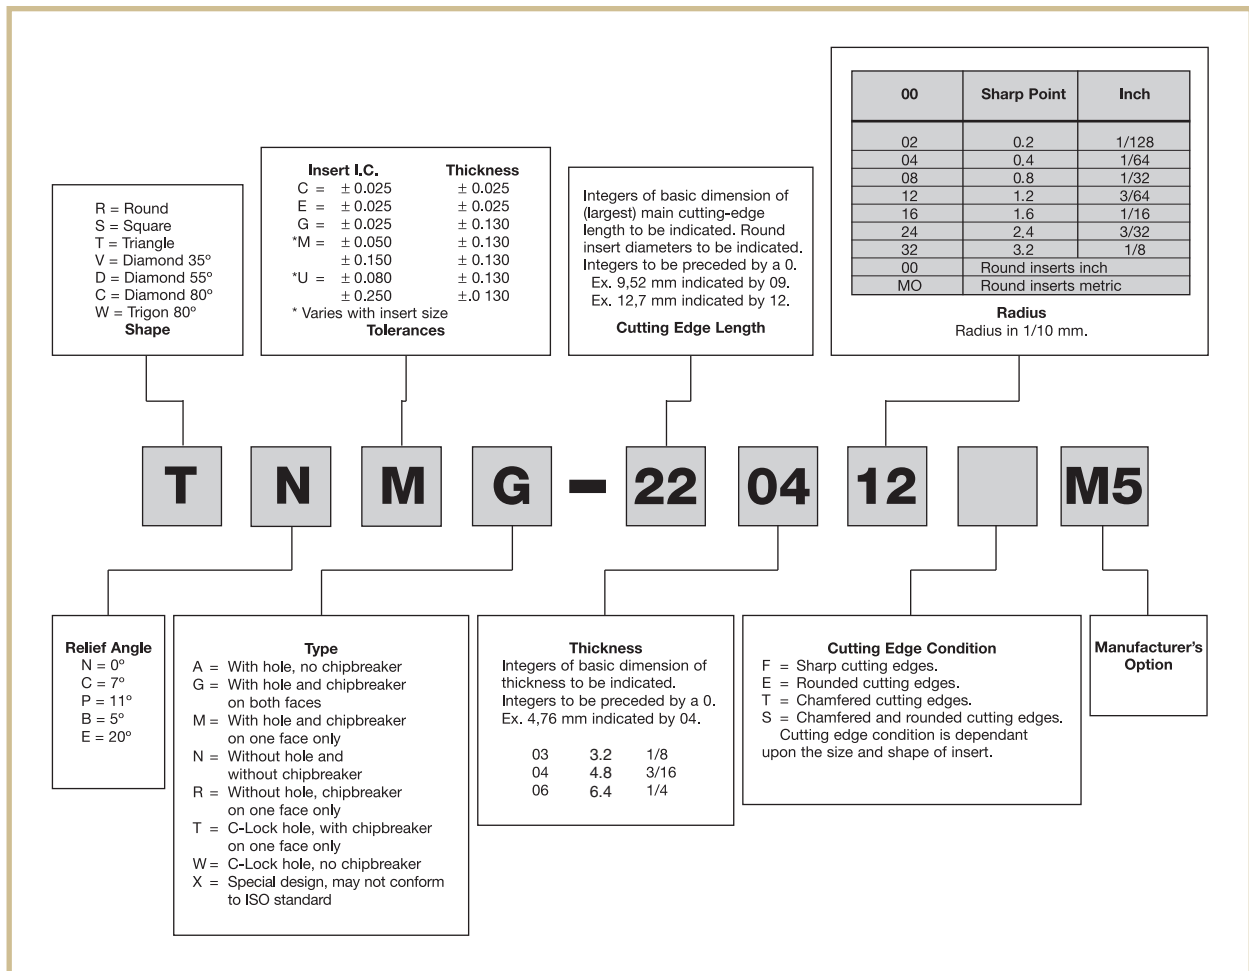 00 Sharp Point Inch
02 0.2 1/128
04 0.4 1/64
08 0.8 1/32
12 1.2 3/64
16 1.6 1/16
24 2.4 3/32
32 3.2 1/8
00 Round inserts inch
MO Round inserts metric
Radius
Radius in 1/10 mm.
Insert I.C. Thickness
C = ± 0.025 ± 0.025
E = ± 0.025 ± 0.025
G = ± 0.025 ± 0.130
*M = ± 0.050 ± 0.130
± 0.150 ± 0.130
*U = ± 0.080 ± 0.130
± 0.250 ±.0 130
* Varies with insert size
Tolerances
Integers of basic dimension of
(largest) main cutting-edge
length to be indicated. Round
insert diameters to be indicated.
Integers to be preceded by a 0.
Ex. 9,52 mm indicated by 09.
Ex. 12,7 mm indicated by 12.
Cutting Edge Length
R = Round
S = Square
T = Triangle
V = Diamond 35º
D = Diamond 55º
C = Diamond 80º
W = Trigon 80º
Shape
T N M G - 22 04 12 M5
Relief Angle
N = 0º
C = 7º
P = 11º
B = 5º
E = 20º
Type
A = With hole, no chipbreaker
G = With hole and chipbreaker
on both faces
M = With hole and chipbreaker
on one face only
N = Without hole and
without chipbreaker
R = Without hole, chipbreaker
on one face only
T = C-Lock hole, with chipbreaker
on one face only
W = C-Lock hole, no chipbreaker
X = Special design, may not conform
to ISO standard
Thickness
Integers of basic dimension of
thickness to be indicated.
Integers to be preceded by a 0.
Ex. 4,76 mm indicated by 04.
03 3.2 1/8
04 4.8 3/16
06 6.4 1/4
Cutting Edge Condition
F = Sharp cutting edges.
E = Rounded cutting edges.
T = Chamfered cutting edges.
S = Chamfered and rounded cutting edges.
Cutting edge condition is dependant
upon the size and shape of insert.
Manufacturer's
Option